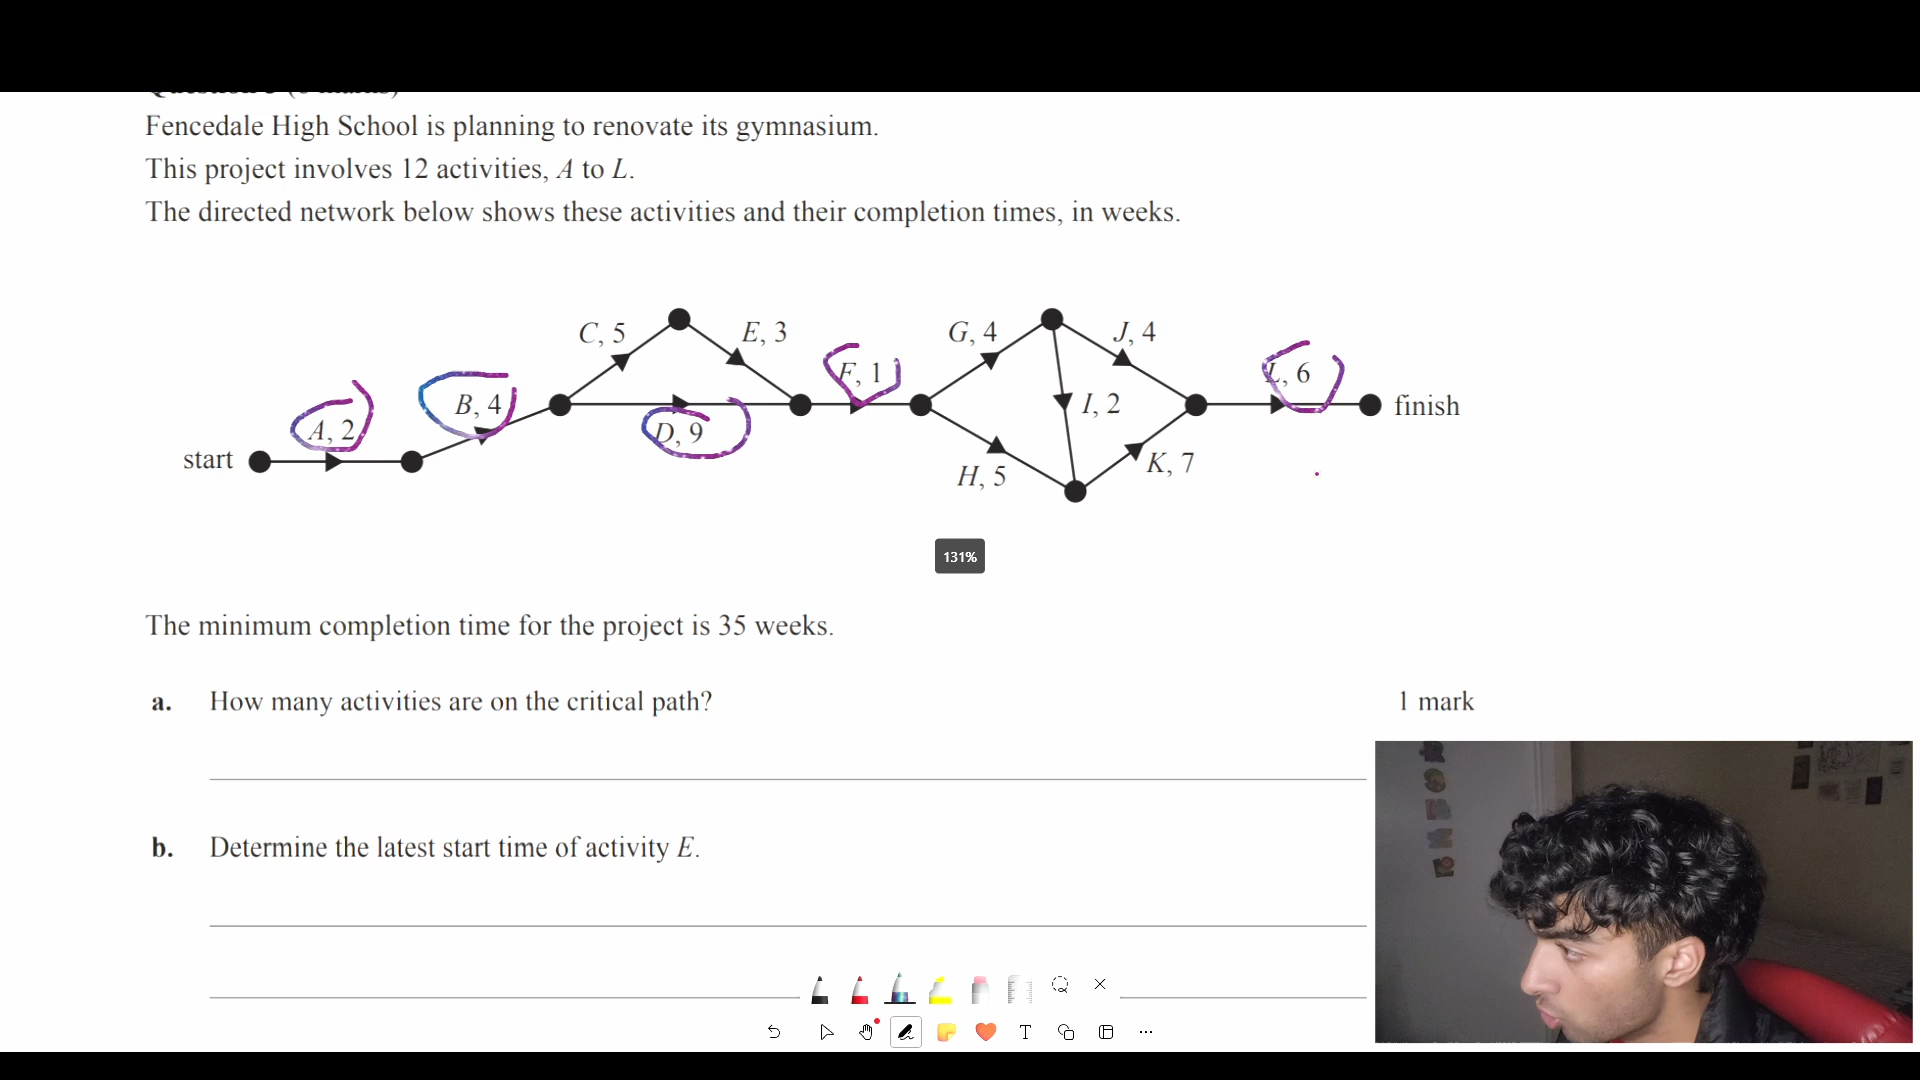 Fencedale High School is planning to renovate its gymnasium.
This project involves 12 activities, A to L.
The directed network below shows these activities and their completion times, in weeks.
C, 5
E, 3
G, 4
J, 4
F, 1
L, 6
A, 2
B, 4
D, 9
I, 2
finish
start
H, 5
K, 7
131%
The minimum completion time for the project is 35 weeks.
a. How many activities are on the critical path? 1 mark
b. Determine the latest start time of activity E.
T